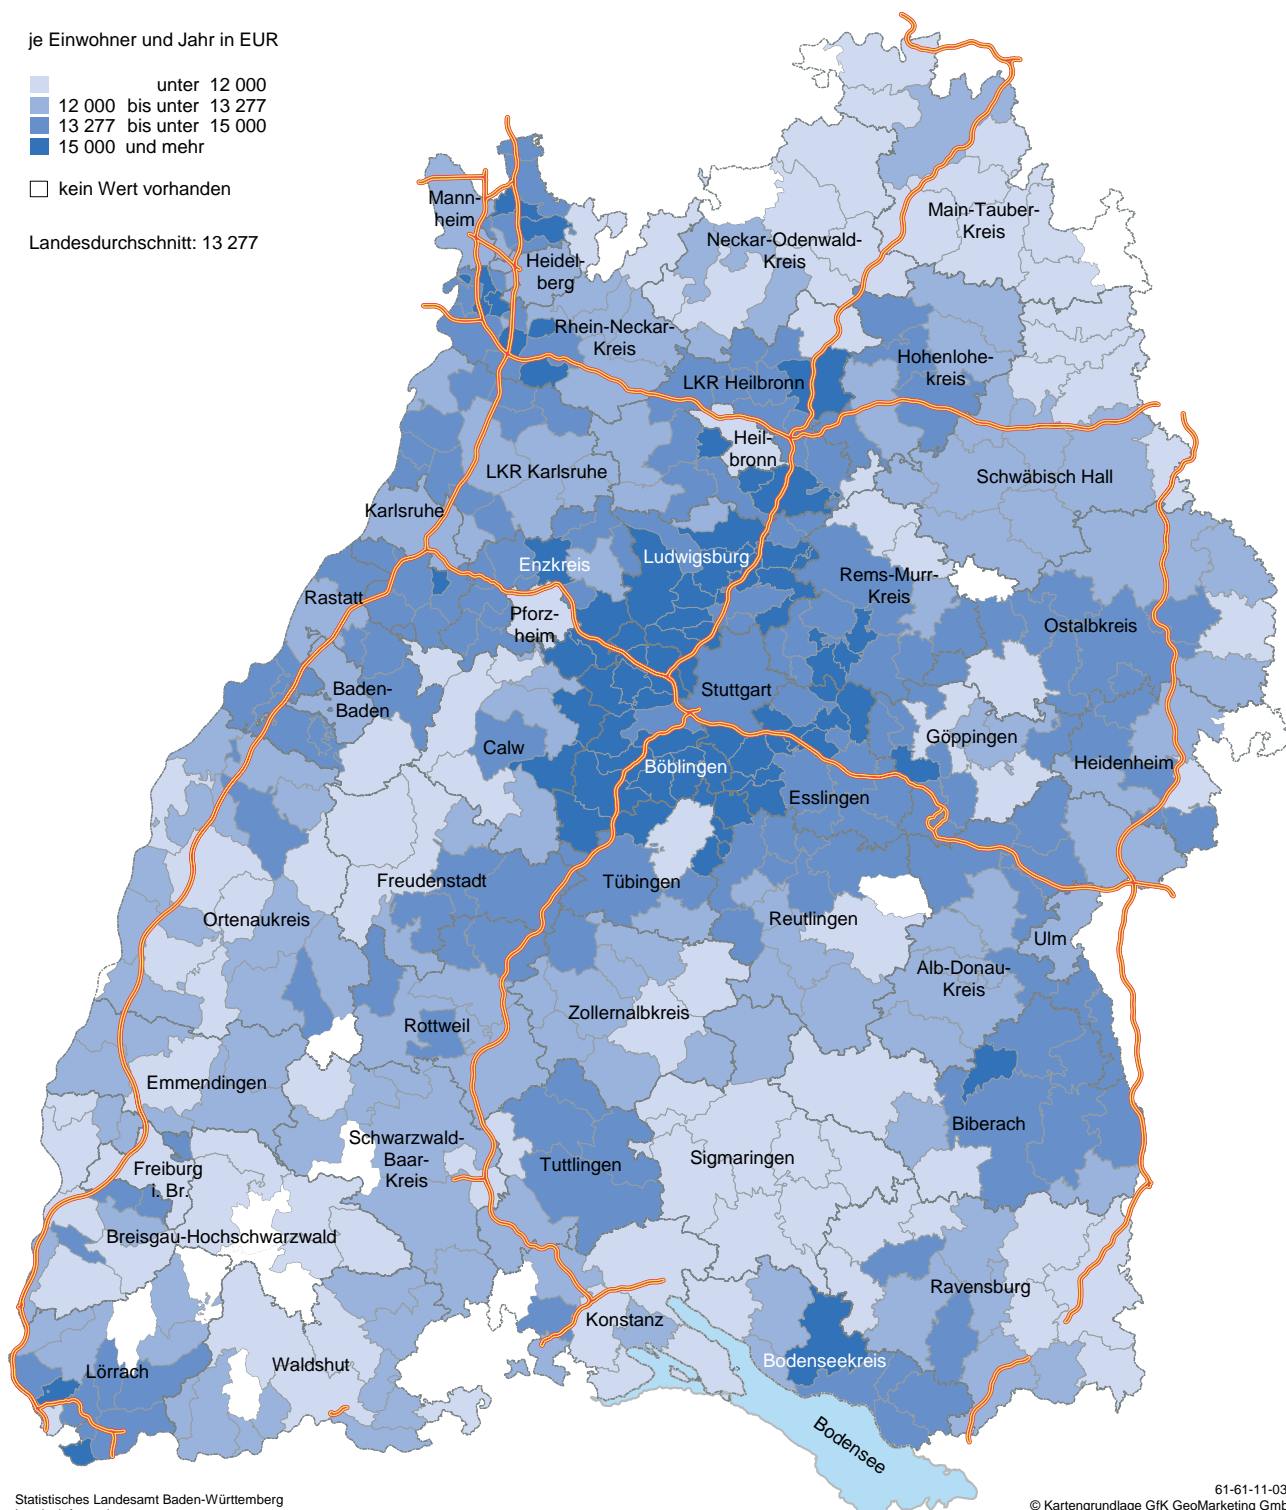 je Einwohner und Jahr in EUR
unter 12 000
12 000 bis unter 13 277
13 277 bis unter 15 000
15 000 und mehr
kein Wert vorhanden
Landesdurchschnitt: 13 277
Mann-
heim
Heidel-
berg
Rhein-Neckar-
Kreis
Neckar-Odenwald-
Kreis
Main-Tauber-
Kreis
LKR Heilbronn
Hohenlohe-
kreis
Heil-
bronn
LKR Karlsruhe
Schwäbisch Hall
Karlsruhe
Enzkreis
Ludwigsburg
Rems-Murr-
Kreis
Rastatt
Pforz-
heim
Ostalbkreis
Baden-
Baden
Stuttgart
Calw
Göppingen
Böblingen
Heidenheim
Esslingen
Freudenstadt
Tübingen
Ortenaukreis
Reutlingen
Ulm
Alb-Donau-
Kreis
Zollernalbkreis
Rottweil
Emmendingen
Biberach
Schwarzwald-
Baar-
Kreis
Freiburg
i. Br.
Tuttlingen
Sigmaringen
Breisgau-Hochschwarzwald
Ravensburg
Konstanz
Bodenseekreis
Lörrach
Waldshut
Bodensee
Statistisches Landesamt Baden-Württemberg
61-61-11-03
© Kartengrundlage GfK GeoMarketing Gmb